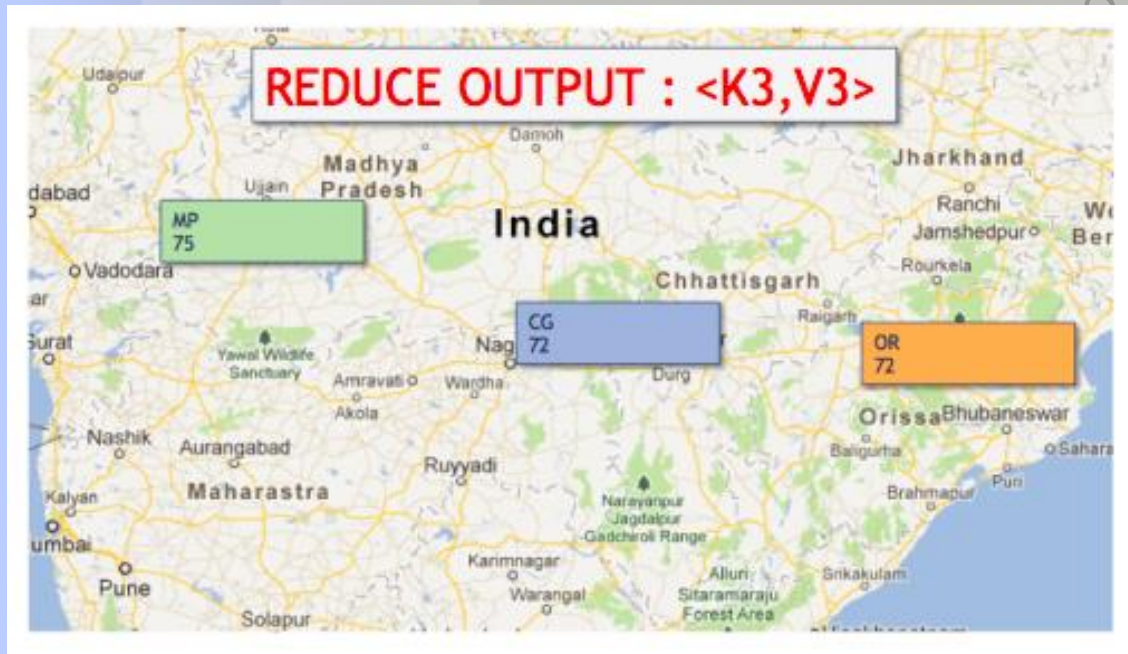 REDUCE OUTPUT : <K3,V3>
Udaipur
Damoh
Madhya
Pradesh
Ujjain
Jharkhand
Ranchi
Jamshedpur
dabad
MP
75
India
Vadodara
Rourkela
Chhattisgarh
ar
CG
72
Raigarh
OR
72
Surat
Nag
Yawal Wildlife
Sanctuary
Amravati
Wardha
Durg
Akola
Orissa
Bhubaneswar
Nashik
Aurangabad
Ruyyadi
Sahara
Maharastra
Puri
Brahmapur
Kalyan
Narayanpur
Jagdalpur
Gadchiroli Range
umbai
Karimnagar
Pune
Warangal
Alluri
Sitaramaraju
Forest Area
Srikakulam
Solapur